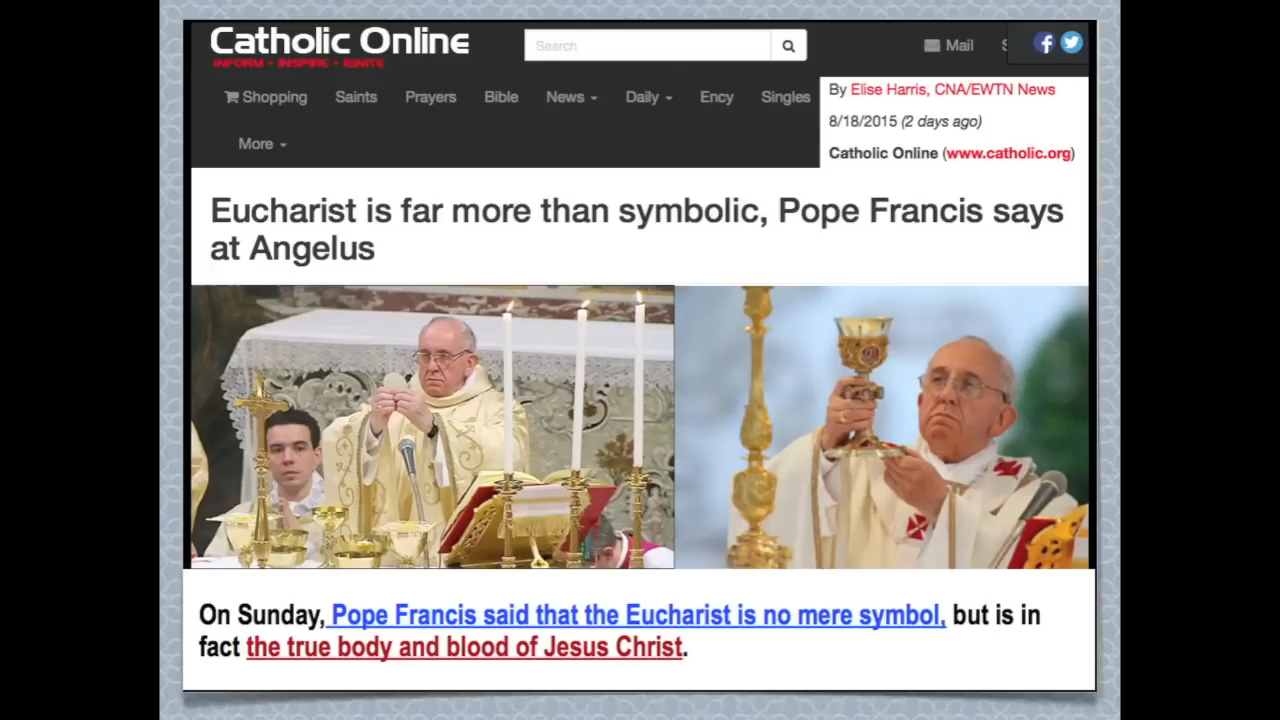 Catholic Online
INFORM - INSPIRE - IGNITE
Search
Mail
Shopping Saints Prayers Bible News Daily Ency Singles
More
By Elise Harris, CNA/EWTN News
8/18/2015 (2 days ago)
Catholic Online (www.catholic.org)
Eucharist is far more than symbolic, Pope Francis says
at Angelus
On Sunday, Pope Francis said that the Eucharist is no mere symbol, but is in
fact the true body and blood of Jesus Christ.